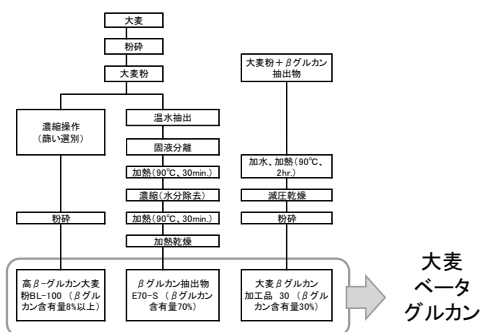 大麦
粉砕
大麦粉
濃縮操作
(篩い選別)
粉砕
高β-グルカン大麦
粉BL-100 (βグル
カン含有量8%以上)
温水抽出
固液分離
加熱(90℃、30min.)
濃縮(水分除去)
加熱(90℃、30min.)
加熱乾燥
βグルカン抽出物
E70-S (βグルカン
含有量70%)
大麦粉+βグルカン
抽出物
加水、加熱(90℃、
2hr.)
減圧乾燥
粉砕
大麦βグルカン
加工品 30 (βグル
カン含有量30%)
大麦
ベータ
グルカン